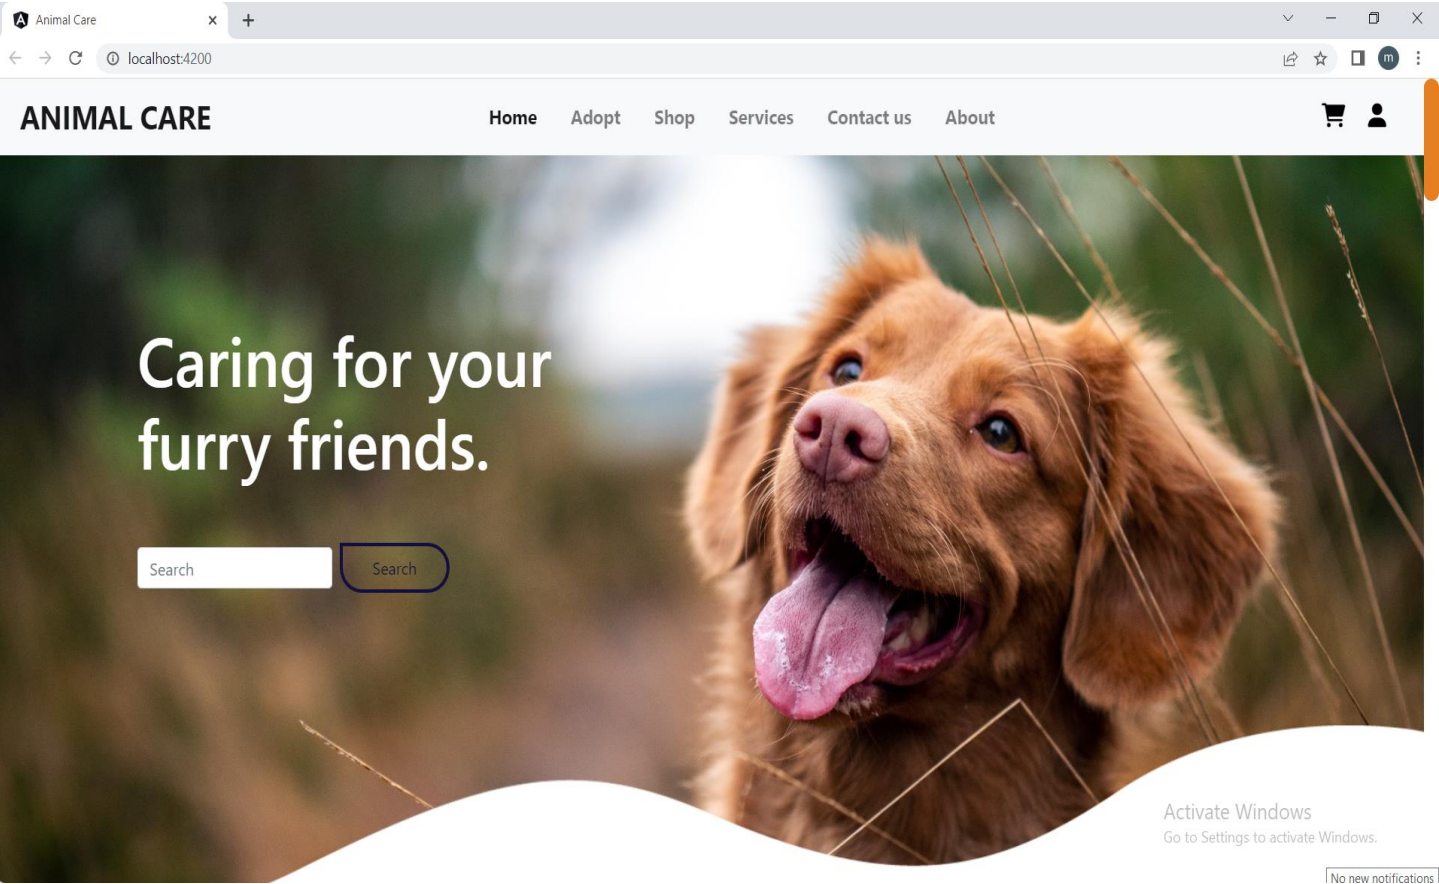 Animal Care
localhost:4200
m
ANIMAL CARE
Home Adopt Shop Services Contact us About
Caring for your
furry friends.
Search Search
Activate Windows
Go to Settings to activate Windows.
No new notifications